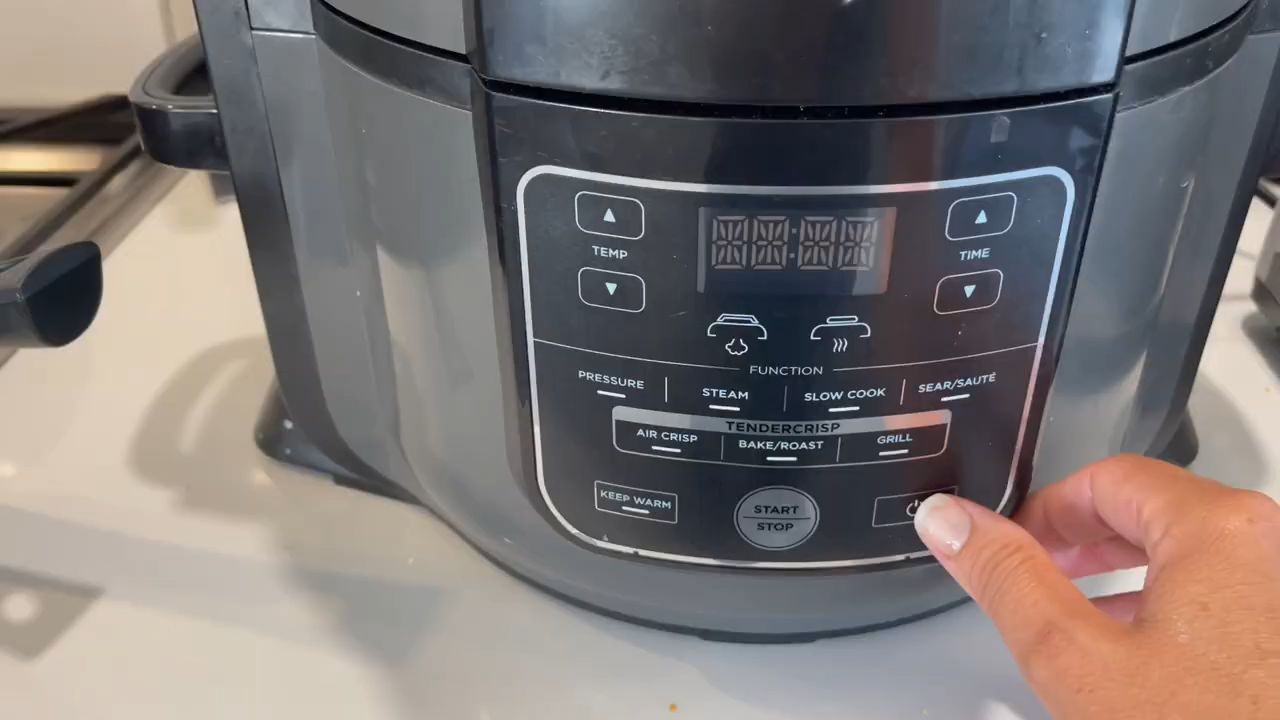 TEMP
TIME
FUNCTION
PRESSURE
STEAM
SLOW COOK
SEAR/SAUTÉ
TENDERCRISP
AIR CRISP
BAKE/ROAST
GRILL
KEEP WARM
START
STOP